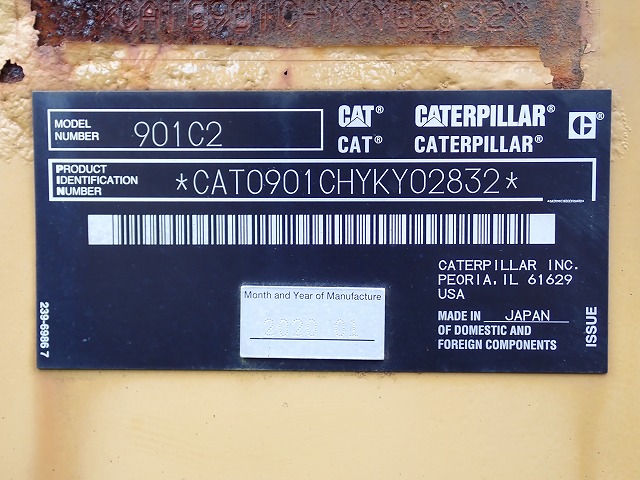 *CAT0901CHYKY02832*
MODEL NUMBER 901C2
CAT® CATERPILLAR®
CAT® CATERPILLAR®
PRODUCT IDENTIFICATION NUMBER *CAT0901CHYKY02832*
CATERPILLAR INC.
PEORIA, IL 61629
USA
Month and Year of Manufacture
MADE IN JAPAN
OF DOMESTIC AND
FOREIGN COMPONENTS
ISSUE
239-6986 7